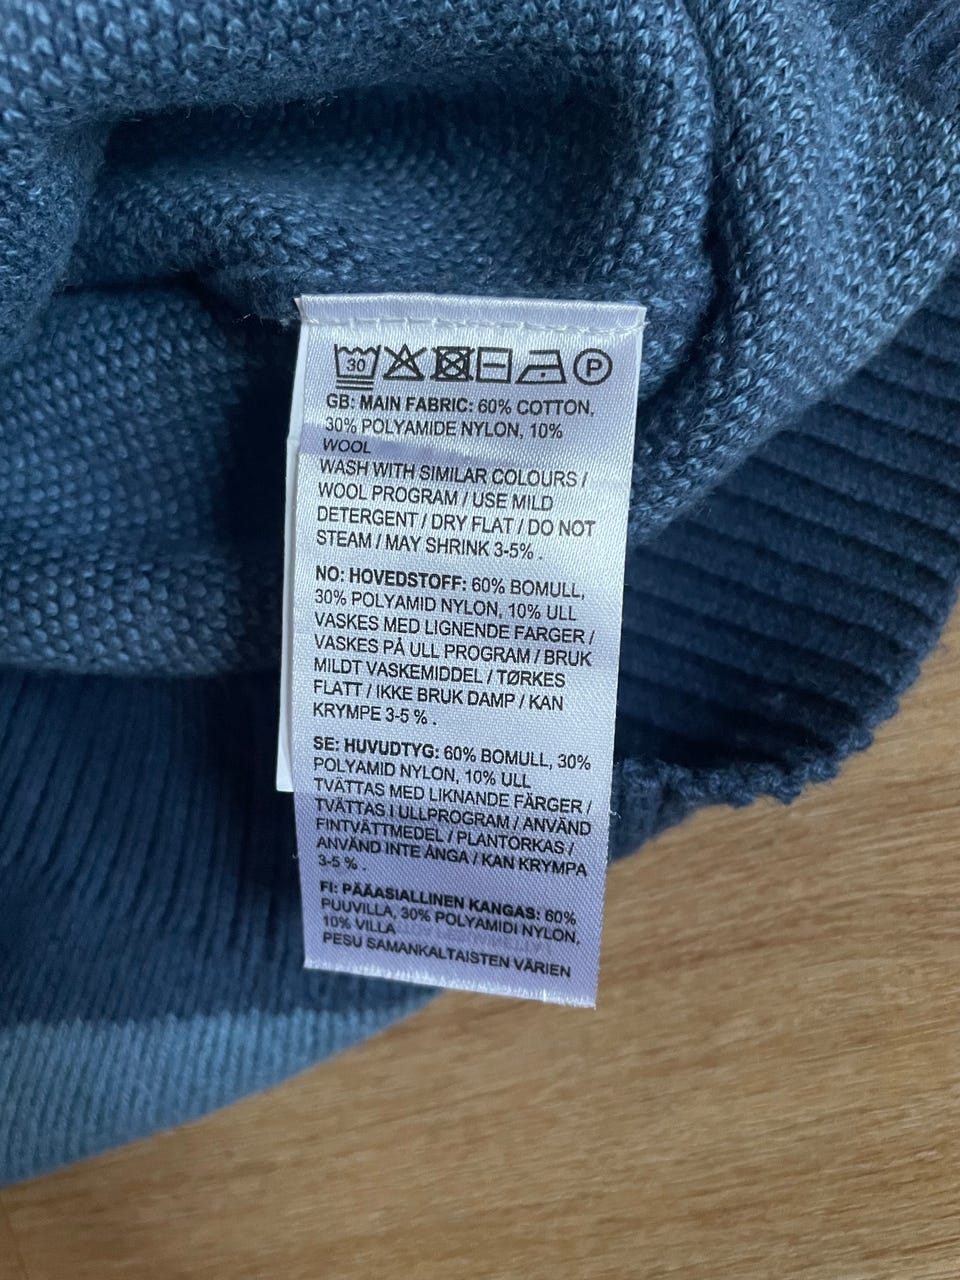 30 P
GB: MAIN FABRIC: 60% COTTON,
30% POLYAMIDE NYLON, 10%
WOOL
WASH WITH SIMILAR COLOURS /
WOOL PROGRAM / USE MILD
DETERGENT / DRY FLAT / DO NOT
STEAM / MAY SHRINK 3-5% .
NO: HOVEDSTOFF: 60% BOMULL,
30% POLYAMID NYLON, 10% ULL
VASKES MED LIGNENDE FARGER /
VASKES PÅ ULL PROGRAM / BRUK
MILDT VASKEMIDDEL / TØRKES
FLATT / IKKE BRUK DAMP / KAN
KRYMPE 3-5 % .
SE: HUVUDTYG: 60% BOMULL, 30%
POLYAMID NYLON, 10% ULL
TVÄTTAS MED LIKNANDE FÄRGER /
TVÄTTAS I ULLPROGRAM / ANVÄND
FINTVÄTTMEDEL / PLANTORKAS /
ANVÄND INTE ÅNGA / KAN KRYMPA
3-5 % .
FI: PÄÄASIALLINEN KANGAS: 60%
PUUVILLA, 30% POLYAMIDI NYLON,
10% VILLA
PESU SAMANKALTAISTEN VÄRIEN